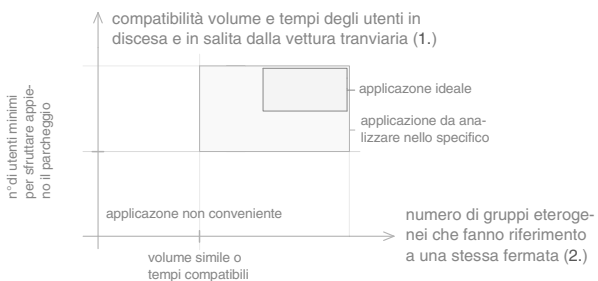 compatibilità volume e tempi degli utenti in
discesa e in salita dalla vettura tranviaria (1.)
applicazone ideale
applicazione da ana-
lizzare nello specifico
n°di utenti minimi
per sfruttare appie-
no il parcheggio
applicazone non conveniente
numero di gruppi eteroge-
nei che fanno riferimento
a una stessa fermata (2.)
volume simile o
tempi compatibili